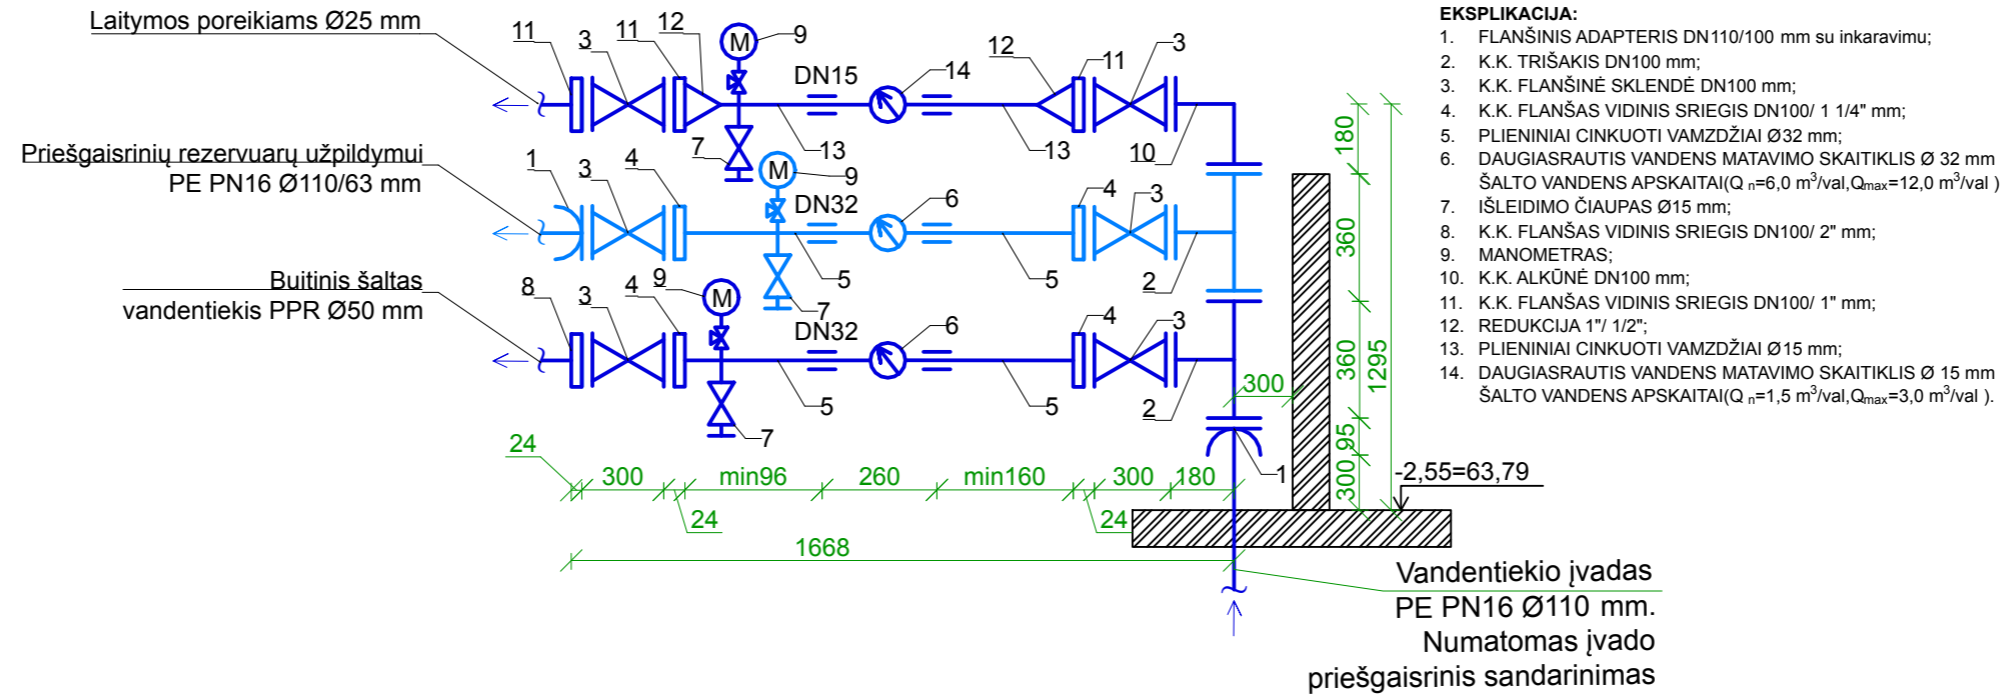 Laitymos poreikiams Ø25 mm
11
3
11
12
M
9
DN15
14
12
11
3
7
13
13
10
Priešgaisrinių rezervuarų užpildymui
PE PN16 Ø110/63 mm
1
3
4
M
9
DN32
6
4
3
5
5
2
7
Buitinis šaltas
vandentiekis PPR Ø50 mm
8
3
4
9
M
DN32
6
4
3
5
5
2
7
1
24
300
min96
260
min160
300
180
24
24
1668
300
180
360
360
95
300
1295
-2,55=63,79
Vandentiekio įvadas
PE PN16 Ø110 mm.
Numatomas įvado
priešgaisrinis sandarinimas
EKSPLIKACIJA:
1. FLANŠINIS ADAPTERIS DN110/100 mm su inkaravimu;
2. K.K. TRIŠAKIS DN100 mm;
3. K.K. FLANŠINĖ SKLENDĖ DN100 mm;
4. K.K. FLANŠAS VIDINIS SRIEGIS DN100/ 1 1/4" mm;
5. PLIENINIAI CINKUOTI VAMZDŽIAI Ø32 mm;
6. DAUGIASRAUTIS VANDENS MATAVIMO SKAITIKLIS Ø 32 mm
ŠALTO VANDENS APSKAITAI(Q n=6,0 m³/val,Qmax=12,0 m³/val )
7. IŠLEIDIMO ČIAUPAS Ø15 mm;
8. K.K. FLANŠAS VIDINIS SRIEGIS DN100/ 2" mm;
9. MANOMETRAS;
10. K.K. ALKŪNĖ DN100 mm;
11. K.K. FLANŠAS VIDINIS SRIEGIS DN100/ 1" mm;
12. REDUKCIJA 1"/ 1/2";
13. PLIENINIAI CINKUOTI VAMZDŽIAI Ø15 mm;
14. DAUGIASRAUTIS VANDENS MATAVIMO SKAITIKLIS Ø 15 mm
ŠALTO VANDENS APSKAITAI(Q n=1,5 m³/val,Qmax=3,0 m³/val ).